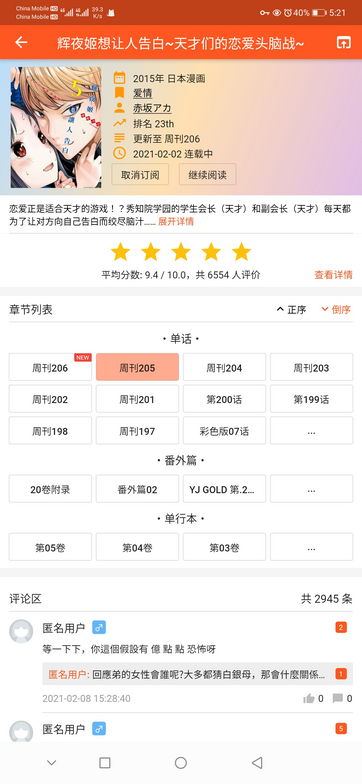 China Mobile HD
China Mobile HD
39.3
K/s
40% 5:21
辉夜姬想让人告白~天才们的恋爱头脑战~
2015年 日本漫画
爱情
赤坂アカ
排名 23th
更新至 周刊206
2021-02-02 连载中
取消订阅 继续阅读
恋爱正是适合天才的游戏！？秀知院学园的学生会长（天才）和副会长（天才）每天都
为了让对方向自己告白而绞尽脑汁...... 展开详情
平均分数: 9.4 / 10.0，共 6554 人评价 查看详情
章节列表 正序 倒序
• 单话 •
周刊206 NEW 周刊205 周刊204 周刊203
周刊202 周刊201 第200话 第199话
周刊198 周刊197 彩色版07话 ...
• 番外篇 •
20卷附录 番外篇02 YJ GOLD 第.2... ...
• 单行本 •
第05卷 第04卷 第03卷 ...
评论区 共 2945 条
匿名用户 2
等一下下，你這個假設有 億 點 點 恐怖呀
匿名用户: 回應弟的女性會誰呢?大多都猜白銀母，那會什麼關係... 1
2021-02-08 15:28:40 0 0
匿名用户 5